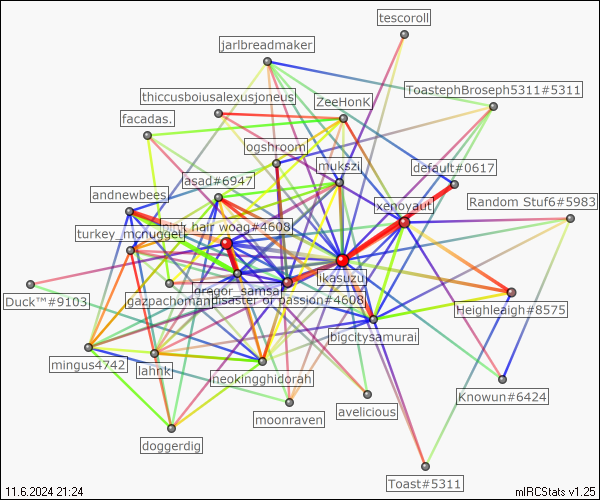 tescoroll
jarlbreadmaker
ToastephBroseph5311#5311
thiccusboiusalexusjoneus
ZeeHonK
facadas.
ogshroom
mukszi
default#0617
asad#6947
andnewbees
xenoyaut
Random Stuf6#5983
pink hair woag#4608
turkey_mcnugget
ikasuzu
gregor_samsa
Duck™#9103
gazpachoman
disaster of passion#4608
Heighleaigh#8575
bigcitysamurai
mingus4742
lahnk
neokingghidorah
Knowun#6424
avelicious
moonraven
doggerdig
Toast#5311
11.6.2024 21:24
mIRCStats v1.25